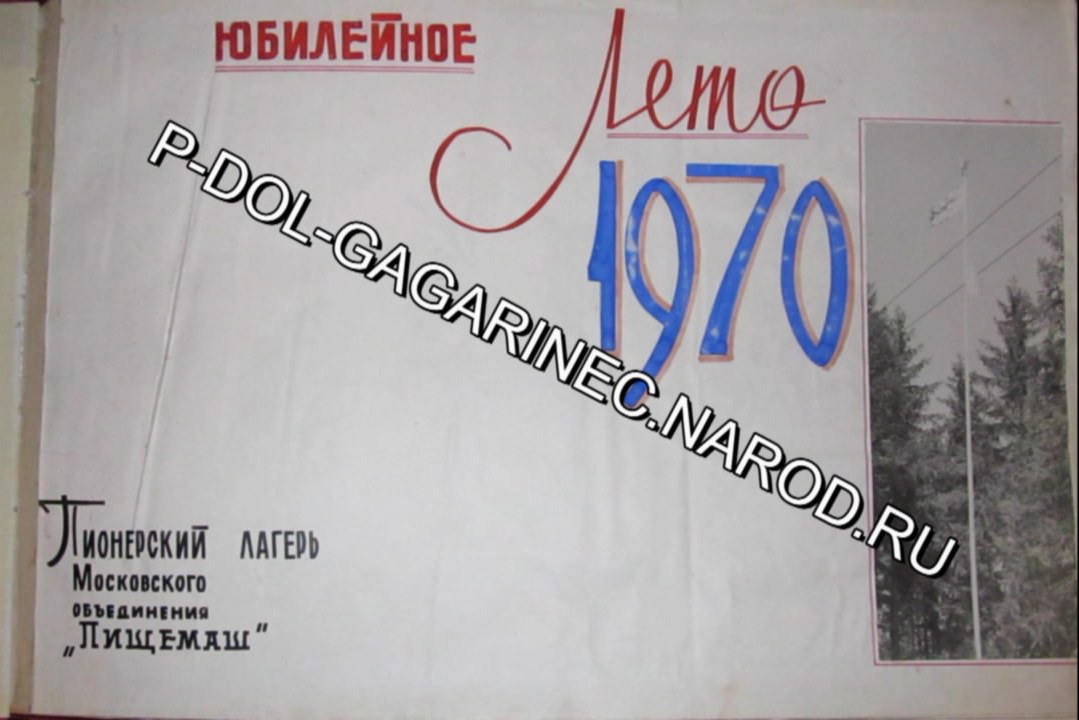 ЮБИЛЕЙНОЕ
Лето
1970
P-DOL-GAGARINEC.NAROD.RU
Пионерский лагерь
Московского
объединения
„Пищемаш“